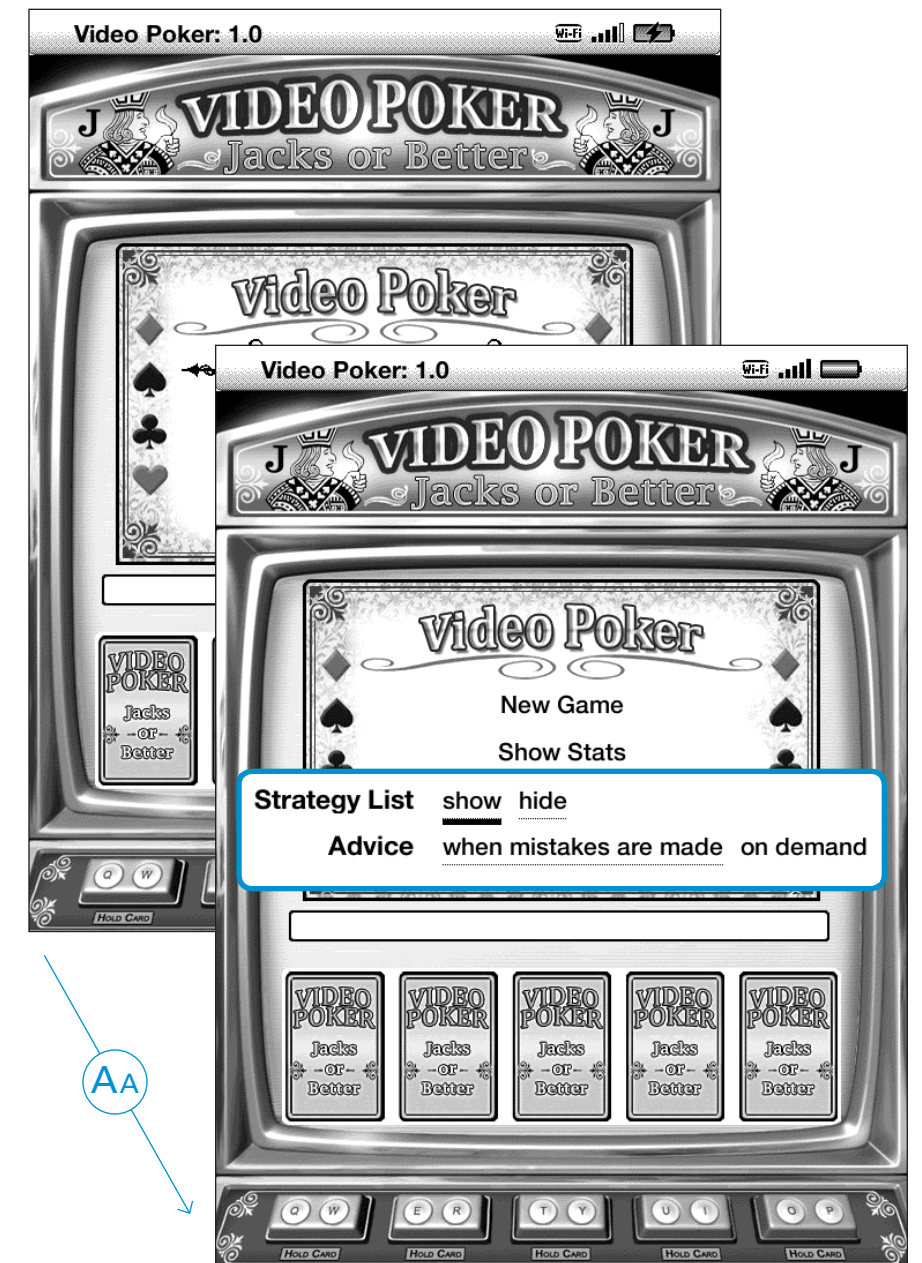 Video Poker: 1.0
Wi-Fi
J VIDEO POKER J
Jacks or Better
Video Poker
VIDEO
POKER
Jacks
-OR-
Better
Q W
HOLD CARD
Video Poker: 1.0
Wi-Fi
J VIDEO POKER J
Jacks or Better
Video Poker
New Game
Show Stats
Strategy List show hide
Advice when mistakes are made on demand
VIDEO VIDEO VIDEO VIDEO VIDEO
POKER POKER POKER POKER POKER
Jacks Jacks Jacks Jacks Jacks
-OR- -OR- -OR- -OR- -OR-
Better Better Better Better Better
AA
Q W E R T Y U I O P
HOLD CARD HOLD CARD HOLD CARD HOLD CARD HOLD CARD